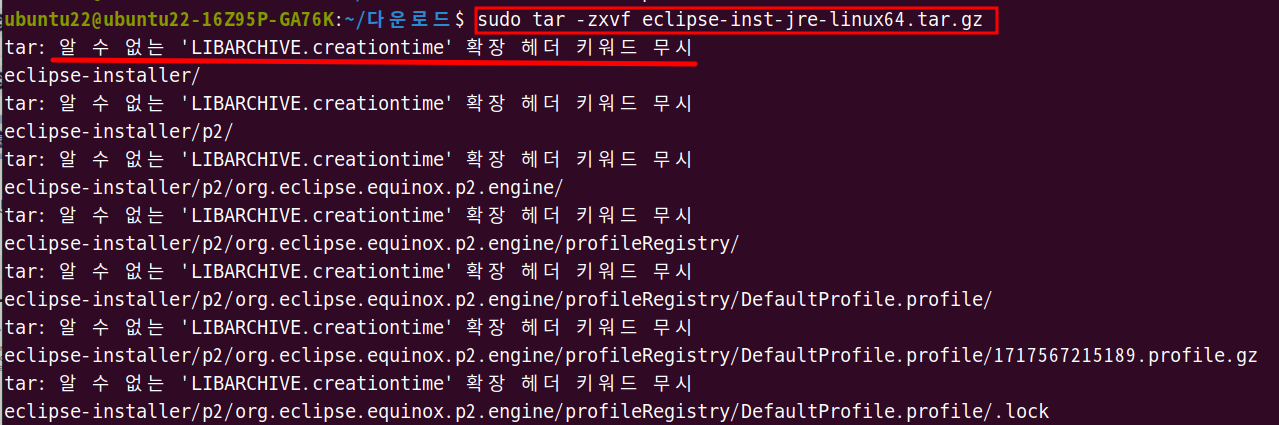 ubuntu22@ubuntu22-16Z95P-GA76K:~/다운로드$ sudo tar -zxvf eclipse-inst-jre-linux64.tar.gz
tar: 알 수 없는 'LIBARCHIVE.creationtime' 확장 헤더 키워드 무시
eclipse-installer/
tar: 알 수 없는 'LIBARCHIVE.creationtime' 확장 헤더 키워드 무시
eclipse-installer/p2/
tar: 알 수 없는 'LIBARCHIVE.creationtime' 확장 헤더 키워드 무시
eclipse-installer/p2/org.eclipse.equinox.p2.engine/
tar: 알 수 없는 'LIBARCHIVE.creationtime' 확장 헤더 키워드 무시
eclipse-installer/p2/org.eclipse.equinox.p2.engine/profileRegistry/
tar: 알 수 없는 'LIBARCHIVE.creationtime' 확장 헤더 키워드 무시
eclipse-installer/p2/org.eclipse.equinox.p2.engine/profileRegistry/DefaultProfile.profile/
tar: 알 수 없는 'LIBARCHIVE.creationtime' 확장 헤더 키워드 무시
eclipse-installer/p2/org.eclipse.equinox.p2.engine/profileRegistry/DefaultProfile.profile/1717567215189.profile.gz
tar: 알 수 없는 'LIBARCHIVE.creationtime' 확장 헤더 키워드 무시
eclipse-installer/p2/org.eclipse.equinox.p2.engine/profileRegistry/DefaultProfile.profile/.lock